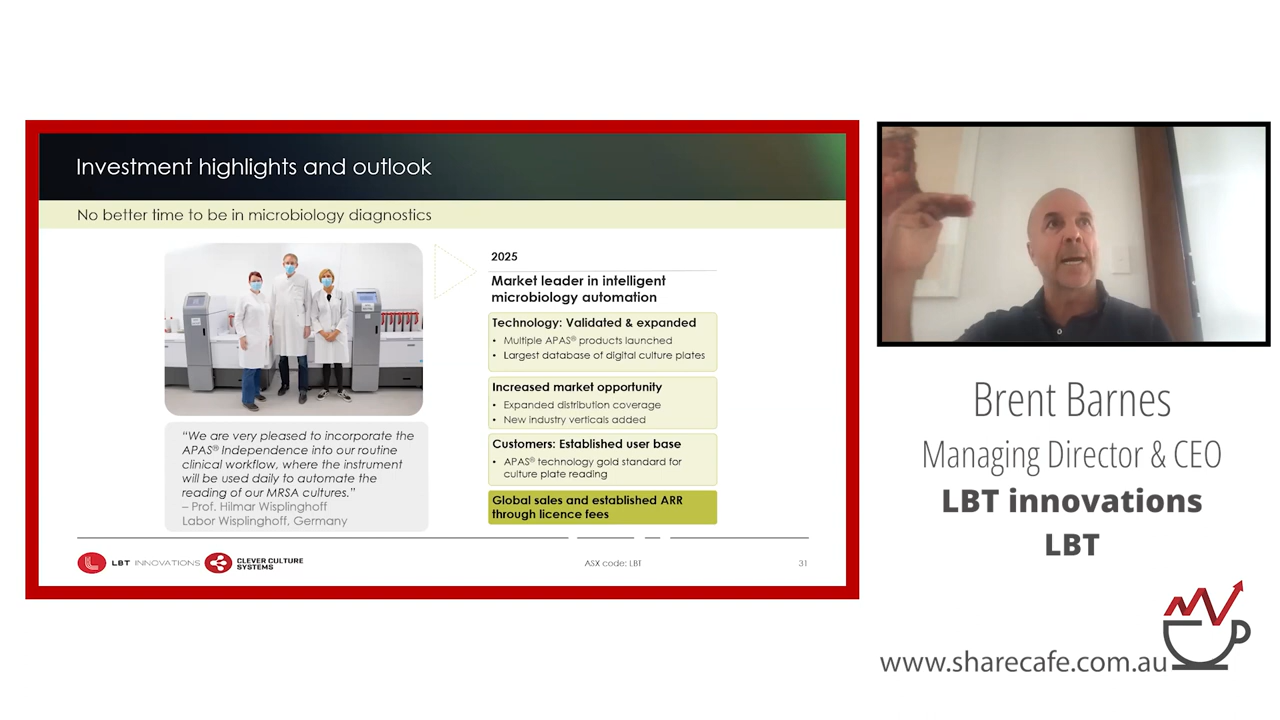 Investment highlights and outlook
No better time to be in microbiology diagnostics
“We are very pleased to incorporate the
APAS® Independence into our routine
clinical workflow, where the instrument
will be used daily to automate the
reading of our MRSA cultures.”
– Prof. Hilmar Wisplinghoff
Labor Wisplinghoff, Germany
2025
Market leader in intelligent
microbiology automation
Technology: Validated & expanded
• Multiple APAS® products launched
• Largest database of digital culture plates
Increased market opportunity
• Expanded distribution coverage
• New industry verticals added
Customers: Established user base
• APAS® technology gold standard for
culture plate reading
Global sales and established ARR
through licence fees
LBT INNOVATIONS
CLEVER CULTURE
SYSTEMS
ASX code: LBT
31
Brent Barnes
Managing Director & CEO
LBT innovations
LBT
www.sharecafe.com.au